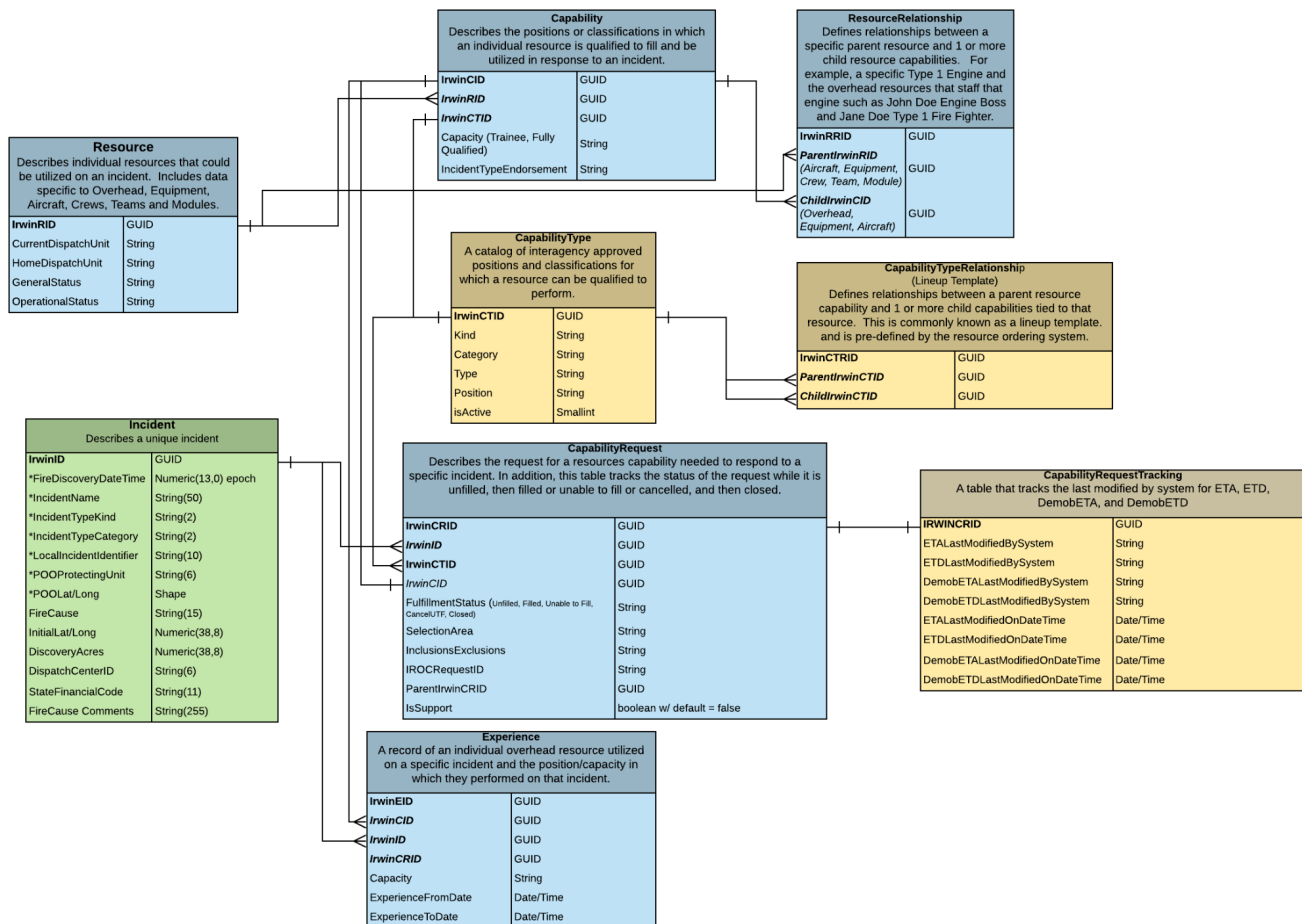 Capability
Describes the positions or classifications in which
an individual resource is qualified to fill and be
utilized in response to an incident.
IrwinCID GUID
IrwinRID GUID
IrwinCTID GUID
Capacity (Trainee, Fully
Qualified) String
IncidentTypeEndorsement String
ResourceRelationship
Defines relationships between a
specific parent resource and 1 or more
child resource capabilities. For
example, a specific Type 1 Engine and
the overhead resources that staff that
engine such as John Doe Engine Boss
and Jane Doe Type 1 Fire Fighter.
IrwinRRID GUID
ParentIrwinRID
(Aircraft, Equipment, GUID
Crew, Team, Module)
ChildIrwinCID
(Overhead, GUID
Equipment, Aircraft)
Resource
Describes individual resources that could
be utilized on an incident. Includes data
specific to Overhead, Equipment,
Aircraft, Crews, Teams and Modules.
IrwinRID GUID
CurrentDispatchUnit String
HomeDispatchUnit String
GeneralStatus String
OperationalStatus String
CapabilityType
A catalog of interagency approved
positions and classifications for
which a resource can be qualified to
perform.
IrwinCTID GUID
Kind String
Category String
Type String
Position String
isActive Smallint
CapabilityTypeRelationship
(Lineup Template)
Defines relationships between a parent resource
capability and 1 or more child capabilities tied to that
resource. This is commonly known as a lineup template.
and is pre-defined by the resource ordering system.
IrwinCTRID GUID
ParentIrwinCTID GUID
ChildIrwinCTID GUID
Incident
Describes a unique incident
IrwinID GUID
*FireDiscoveryDateTime Numeric(13,0) epoch
*IncidentName String(50)
*IncidentTypeKind String(2)
*IncidentTypeCategory String(2)
*LocalIncidentIdentifier String(10)
*POOProtectingUnit String(6)
*POOLat/Long Shape
FireCause String(15)
InitialLat/Long Numeric(38,8)
DiscoveryAcres Numeric(38,8)
DispatchCenterID String(6)
StateFinancialCode String(11)
FireCause Comments String(255)
CapabilityRequest
Describes the request for a resources capability needed to respond to a
specific incident. In addition, this table tracks the status of the request while it is
unfilled, then filled or unable to fill or cancelled, and then closed.
IrwinCRID GUID
IrwinID GUID
IrwinCTID GUID
IrwinCID GUID
FulfillmentStatus (Unfilled, Filled, Unable to Fill,
CancelUTF, Closed) String
SelectionArea String
InclusionsExclusions String
IROCRequestID String
ParentIrwinCRID GUID
IsSupport boolean w/ default = false
CapabilityRequestTracking
A table that tracks the last modified by system for ETA, ETD,
DemobETA, and DemobETD
IRWINCRID GUID
ETALastModifiedBySystem String
ETDLastModifiedBySystem String
DemobETALastModifiedBySystem String
DemobETDLastModifiedBySystem String
ETALastModifiedOnDateTime Date/Time
ETDLastModifiedOnDateTime Date/Time
DemobETALastModifiedOnDateTime Date/Time
DemobETDLastModifiedOnDateTime Date/Time
Experience
A record of an individual overhead resource utilized
on a specific incident and the position/capacity in
which they performed on that incident.
IrwinEID GUID
IrwinCID GUID
IrwinID GUID
IrwinCRID GUID
Capacity String
ExperienceFromDate Date/Time
ExperienceToDate Date/Time